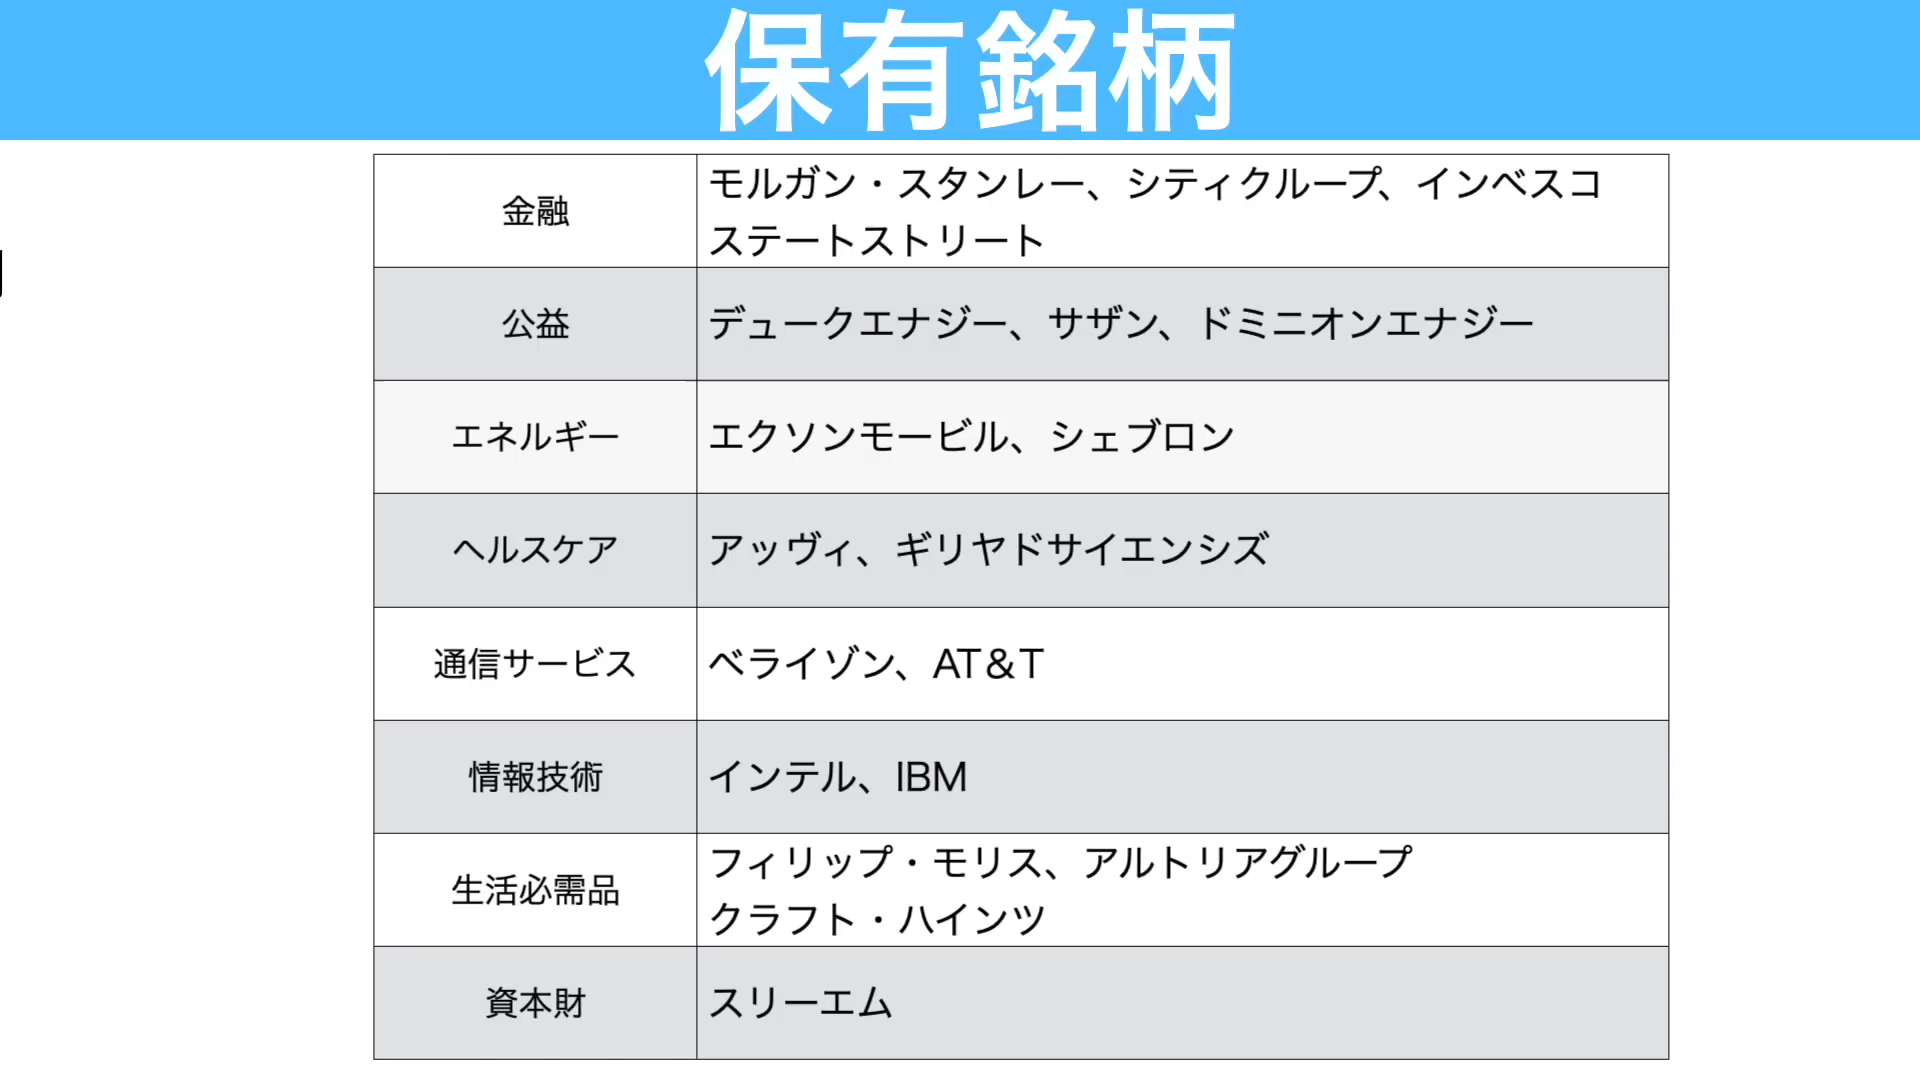 保有銘柄
金融
モルガン・スタンレー、シティクループ、インベスコ
ステートストリート
公益
デュークエナジー、サザン、ドミニオンエナジー
エネルギー
エクソンモービル、シェブロン
ヘルスケア
アッヴィ、ギリヤドサイエンシズ
通信サービス
ベライゾン、AT&T
情報技術
インテル、IBM
生活必需品
フィリップ・モリス、アルトリアグループ
クラフト・ハインツ
資本財
スリーエム